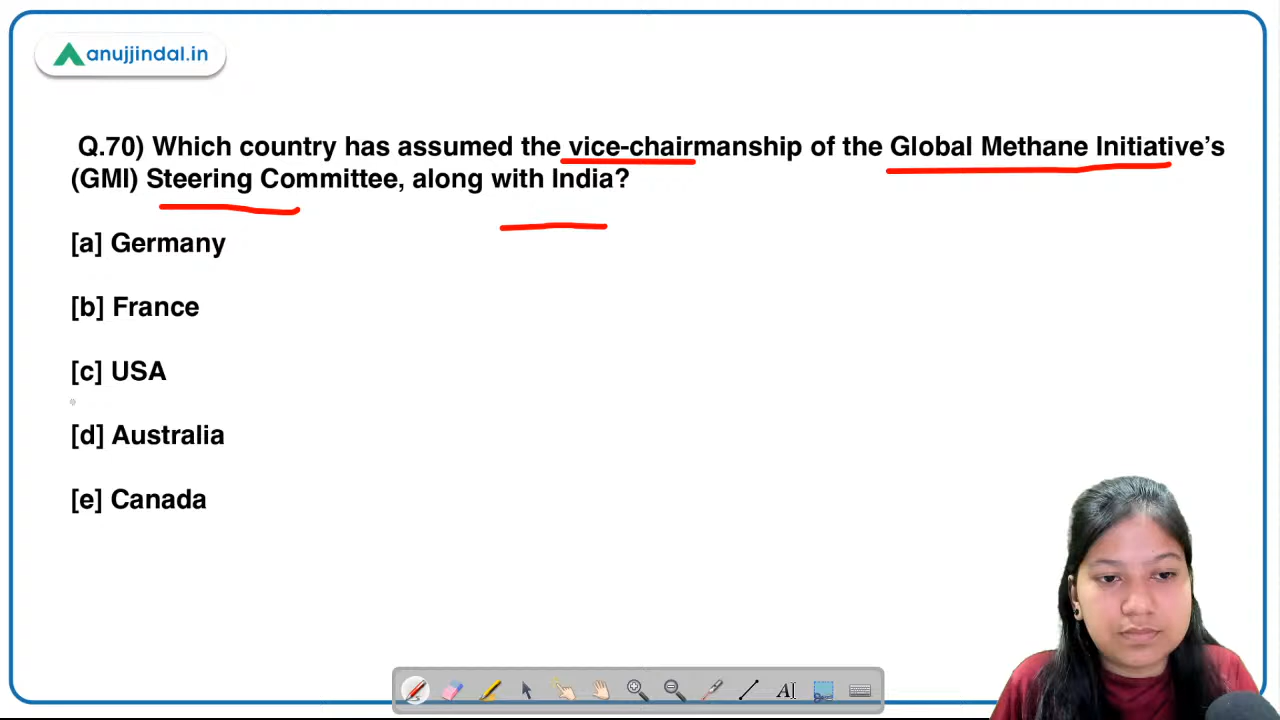 anujjindal.in
Q.70) Which country has assumed the vice-chairmanship of the Global Methane Initiative’s
(GMI) Steering Committee, along with India?
[a] Germany
[b] France
[c] USA
[d] Australia
[e] Canada
AI